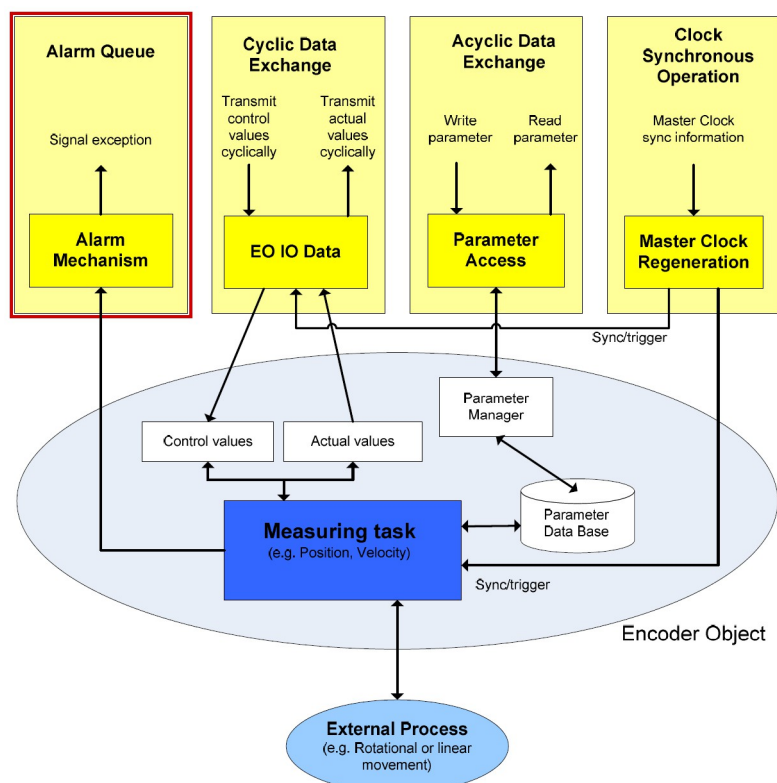 Alarm Queue
Signal exception
Alarm
Mechanism
Cyclic Data
Exchange
Transmit
control
values
cyclically
Transmit
actual
values
cyclically
EO IO Data
Acyclic Data
Exchange
Write
parameter
Read
parameter
Parameter
Access
Clock
Synchronous
Operation
Master Clock
sync information
Master Clock
Regeneration
Sync/trigger
Control values
Actual values
Parameter
Manager
Measuring task
(e.g. Position, Velocity)
Parameter
Data Base
Sync/trigger
Encoder Object
External Process
(e.g. Rotational or linear
movement)